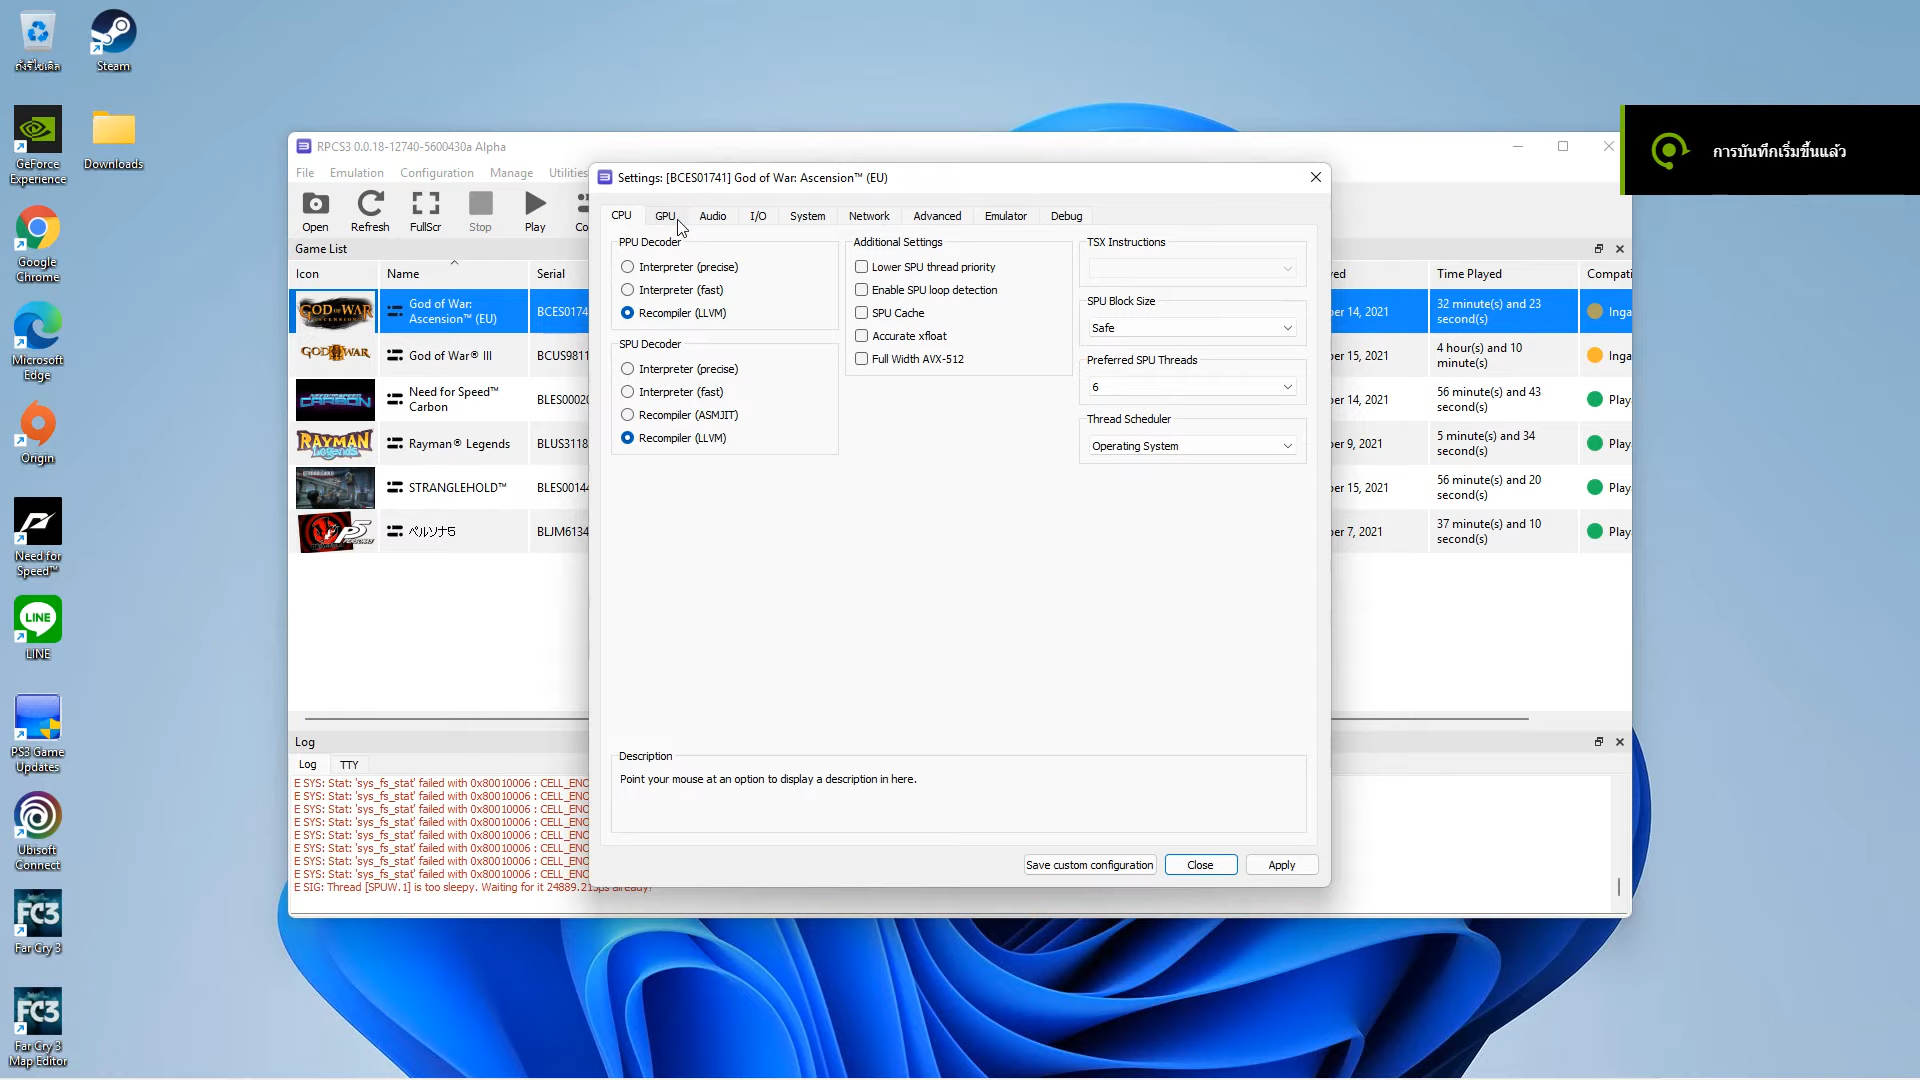 ถังรีไซเคิล
Steam
GeForce
Experience
Downloads
Google
Chrome
Microsoft
Edge
Origin
Need for
Speed™
LINE
PS3 Game
Updates
Ubisoft
Connect
FC3
Far Cry 3
FC3
Far Cry 3
Map Editor
การบันทึกเริ่มขึ้นแล้ว
RPCS3 0.0.18-12740-5600430a Alpha
File Emulation Configuration Manage Utilities
Open Refresh FullScr Stop Play Co
Game List
Icon Name Serial
God of War:
Ascension™ (EU)
BCES0174
God of War® III
BCUS9811
Need for Speed™
Carbon
BLES0002
Rayman® Legends
BLUS3118
STRANGLEHOLD™
BLES0014
ペルソナ5
BLJM6134
Settings: [BCES01741] God of War: Ascension™ (EU)
CPU GPU Audio I/O System Network Advanced Emulator Debug
PPU Decoder
Interpreter (precise)
Interpreter (fast)
Recompiler (LLVM)
SPU Decoder
Interpreter (precise)
Interpreter (fast)
Recompiler (ASMJIT)
Recompiler (LLVM)
Additional Settings
Lower SPU thread priority
Enable SPU loop detection
SPU Cache
Accurate xfloat
Full Width AVX-512
TSX Instructions
SPU Block Size
Safe
Preferred SPU Threads
6
Thread Scheduler
Operating System
Description
Point your mouse at an option to display a description in here.
Save custom configuration Close Apply
yed Time Played Compati
er 14, 2021 32 minute(s) and 23
second(s) Inga
er 15, 2021 4 hour(s) and 10
minute(s) Inga
er 14, 2021 56 minute(s) and 43
second(s) Play
er 9, 2021 5 minute(s) and 34
second(s) Play
er 15, 2021 56 minute(s) and 20
second(s) Play
er 7, 2021 37 minute(s) and 10
second(s) Play
Log
Log TTY
E SYS: Stat: 'sys_fs_stat' failed with 0x80010006 : CELL_ENO
E SYS: Stat: 'sys_fs_stat' failed with 0x80010006 : CELL_ENO
E SYS: Stat: 'sys_fs_stat' failed with 0x80010006 : CELL_ENO
E SYS: Stat: 'sys_fs_stat' failed with 0x80010006 : CELL_ENO
E SYS: Stat: 'sys_fs_stat' failed with 0x80010006 : CELL_ENO
E SYS: Stat: 'sys_fs_stat' failed with 0x80010006 : CELL_ENO
E SYS: Stat: 'sys_fs_stat' failed with 0x80010006 : CELL_ENO
E SYS: Stat: 'sys_fs_stat' failed with 0x80010006 : CELL_ENO
E SIG: Thread [SPUW.1] is too sleepy. Waiting for it 24889.213µs already!